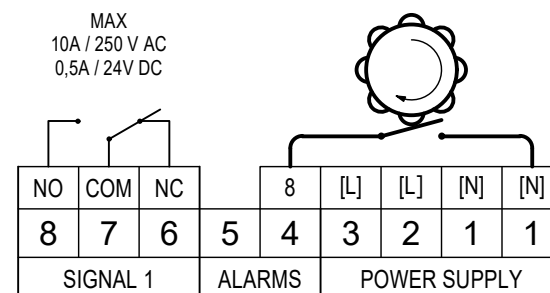 MAX
10A / 250 V AC
0,5A / 24V DC
NO COM NC 8 [L] [L] [N] [N]
8 7 6 5 4 3 2 1 1
SIGNAL 1 ALARMS POWER SUPPLY